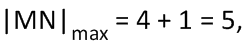 |MN|ₘₐₓ = 4 + 1 = 5,